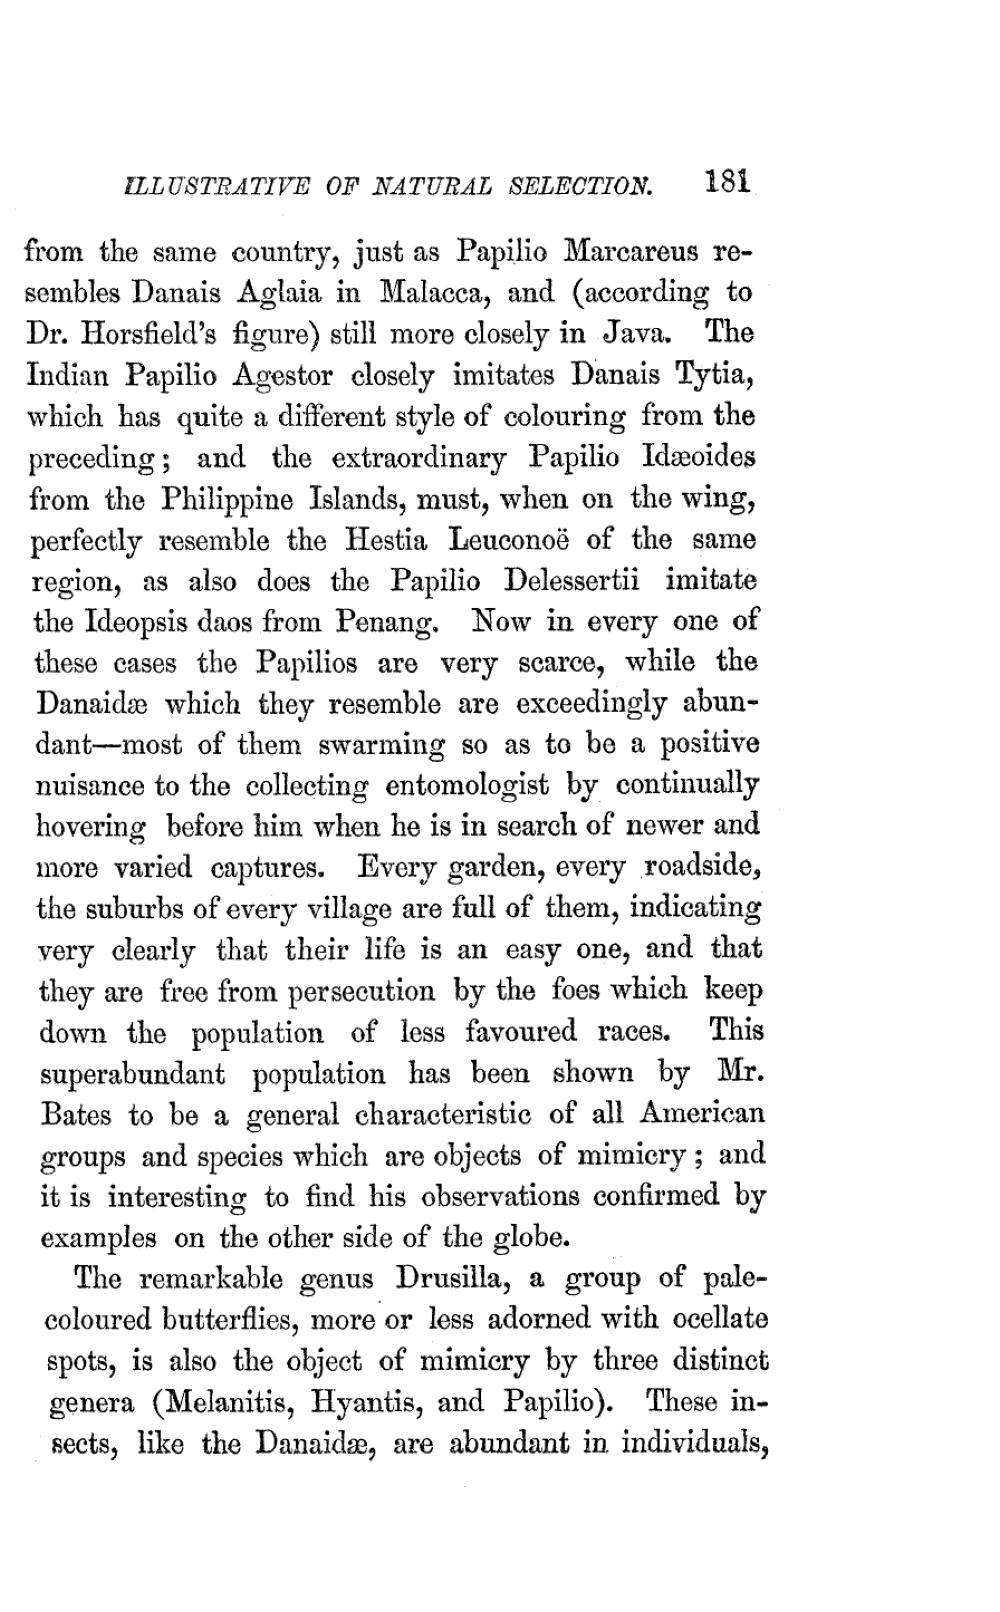 ILLUSTRATIVE OF NATURAL SELECTION. 181
from the same country, just as Papilio Marcareus re-
sembles Danais Aglaia in Malacca, and (according to
Dr. Horsfield's figure) still more closely in Java. The
Indian Papilio Agestor closely imitates Danais Tytia,
which has quite a different style of colouring from the
preceding; and the extraordinary Papilio Idæoides
from the Philippine Islands, must, when on the wing,
perfectly resemble the Hestia Leuconoë of the same
region, as also does the Papilio Delessertii imitate
the Ideopsis daos from Penang. Now in every one of
these cases the Papilios are very scarce, while the
Danaidæ which they resemble are exceedingly abun-
dant—most of them swarming so as to be a positive
nuisance to the collecting entomologist by continually
hovering before him when he is in search of newer and
more varied captures. Every garden, every roadside,
the suburbs of every village are full of them, indicating
very clearly that their life is an easy one, and that
they are free from persecution by the foes which keep
down the population of less favoured races. This
superabundant population has been shown by Mr.
Bates to be a general characteristic of all American
groups and species which are objects of mimicry; and
it is interesting to find his observations confirmed by
examples on the other side of the globe.
The remarkable genus Drusilla, a group of pale-
coloured butterflies, more or less adorned with ocellate
spots, is also the object of mimicry by three distinct
genera (Melanitis, Hyantis, and Papilio). These in-
sects, like the Danaidæ, are abundant in individuals,